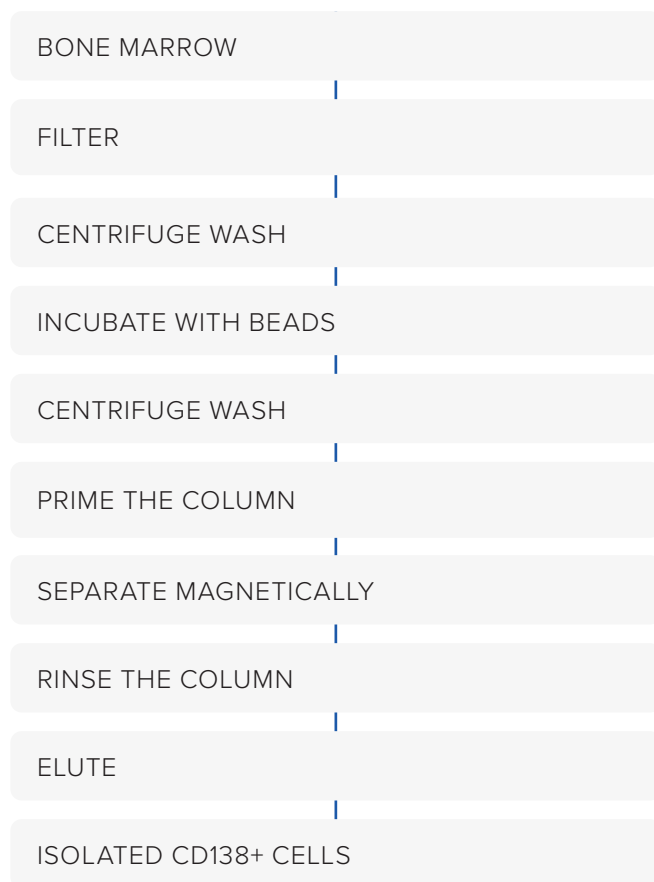 BONE MARROW
FILTER
CENTRIFUGE WASH
INCUBATE WITH BEADS
CENTRIFUGE WASH
PRIME THE COLUMN
SEPARATE MAGNETICALLY
RINSE THE COLUMN
ELUTE
ISOLATED CD138+ CELLS